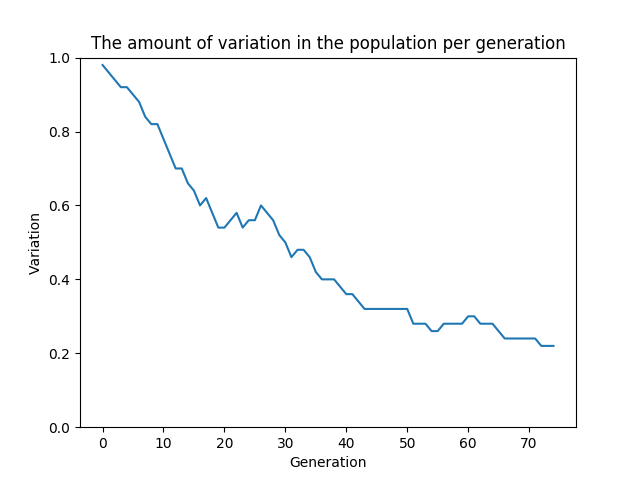 The amount of variation in the population per generation
1.0
0.8
0.6
0.4
0.2
0.0
Variation
0 10 20 30 40 50 60 70
Generation